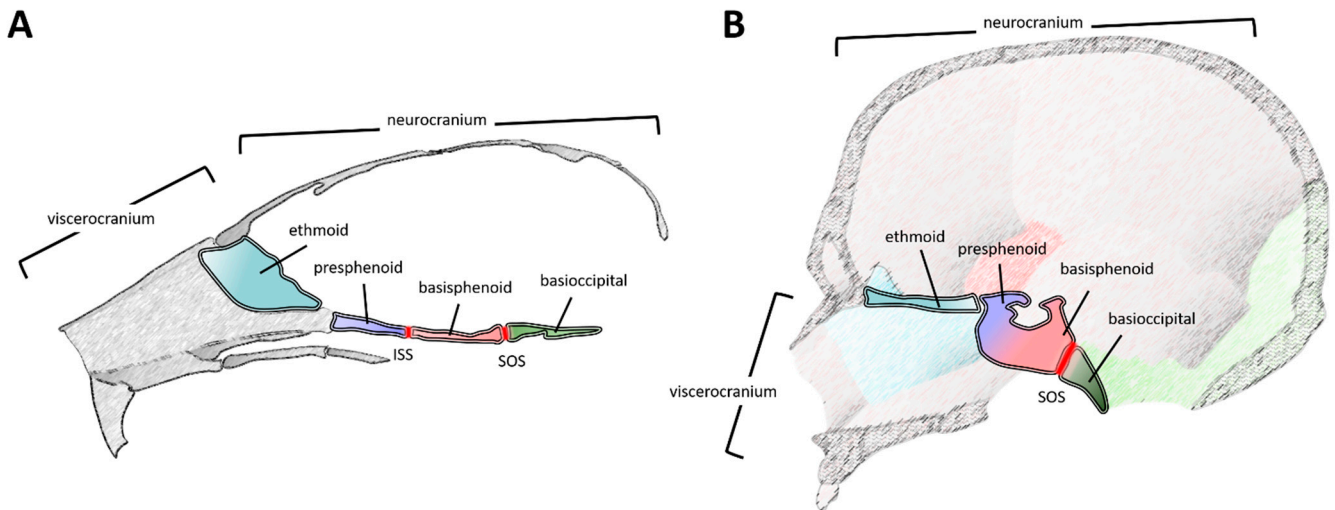 A
neurocranium
viscerocranium
ethmoid
presphenoid
basisphenoid
basioccipital
ISS
SOS
B
neurocranium
ethmoid
presphenoid
basisphenoid
basioccipital
viscerocranium
SOS